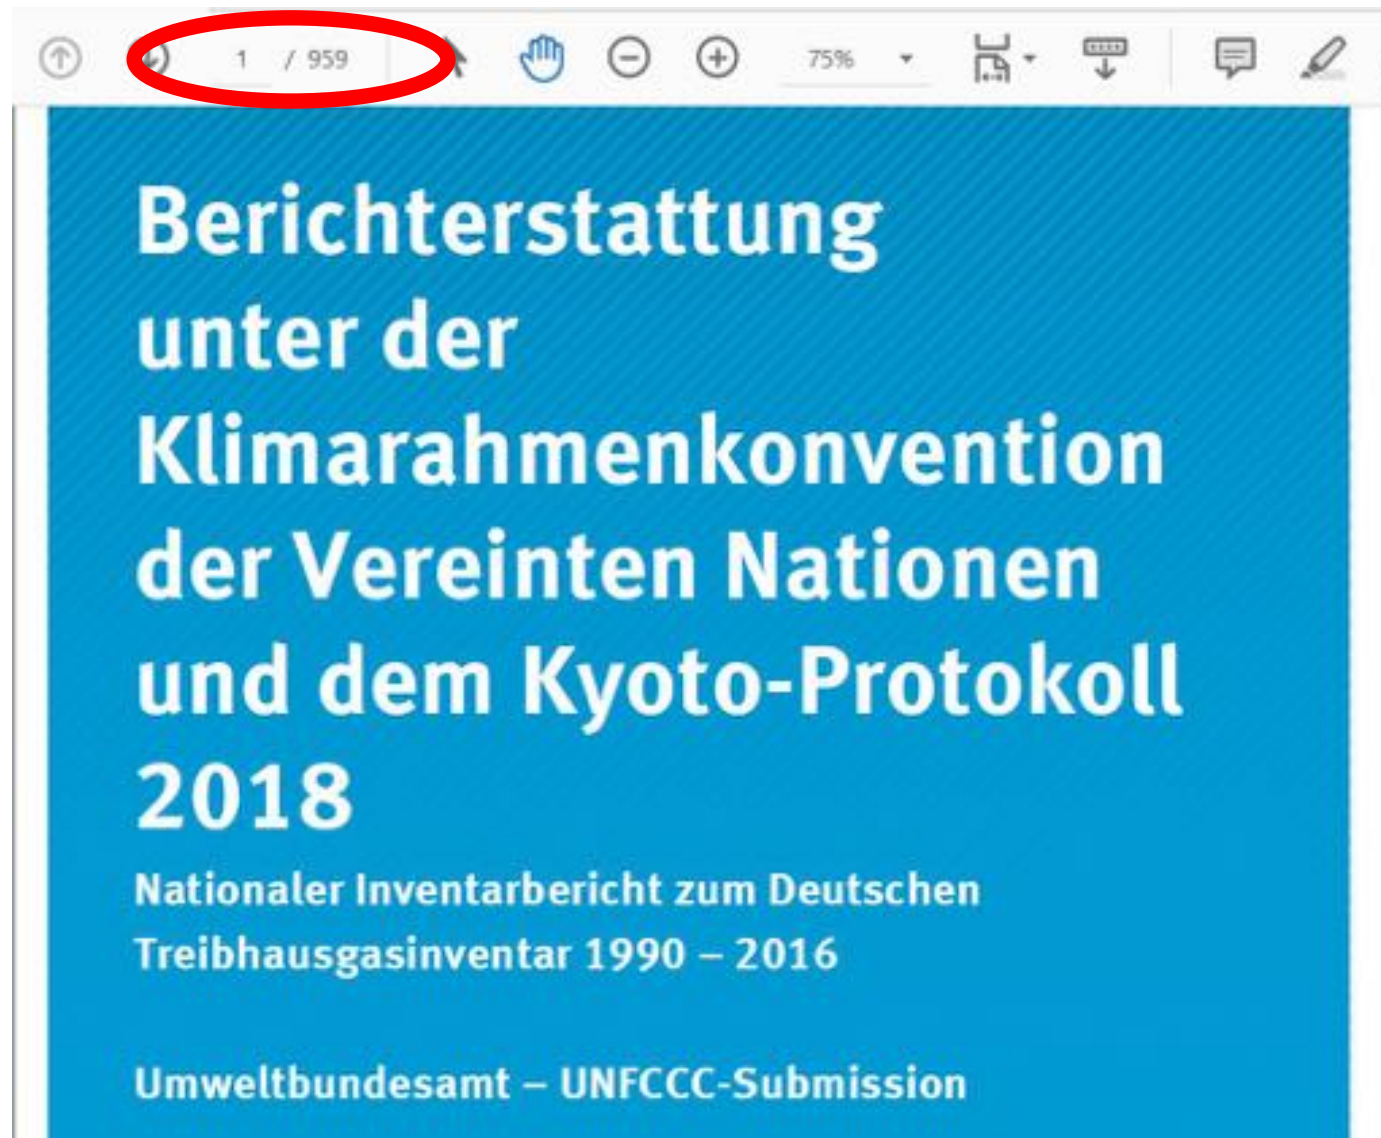 1 / 959 75%
Berichterstattung
unter der
Klimarahmenkonvention
der Vereinten Nationen
und dem Kyoto-Protokoll
2018
Nationaler Inventarbericht zum Deutschen
Treibhausgasinventar 1990 – 2016
Umweltbundesamt – UNFCCC-Submission